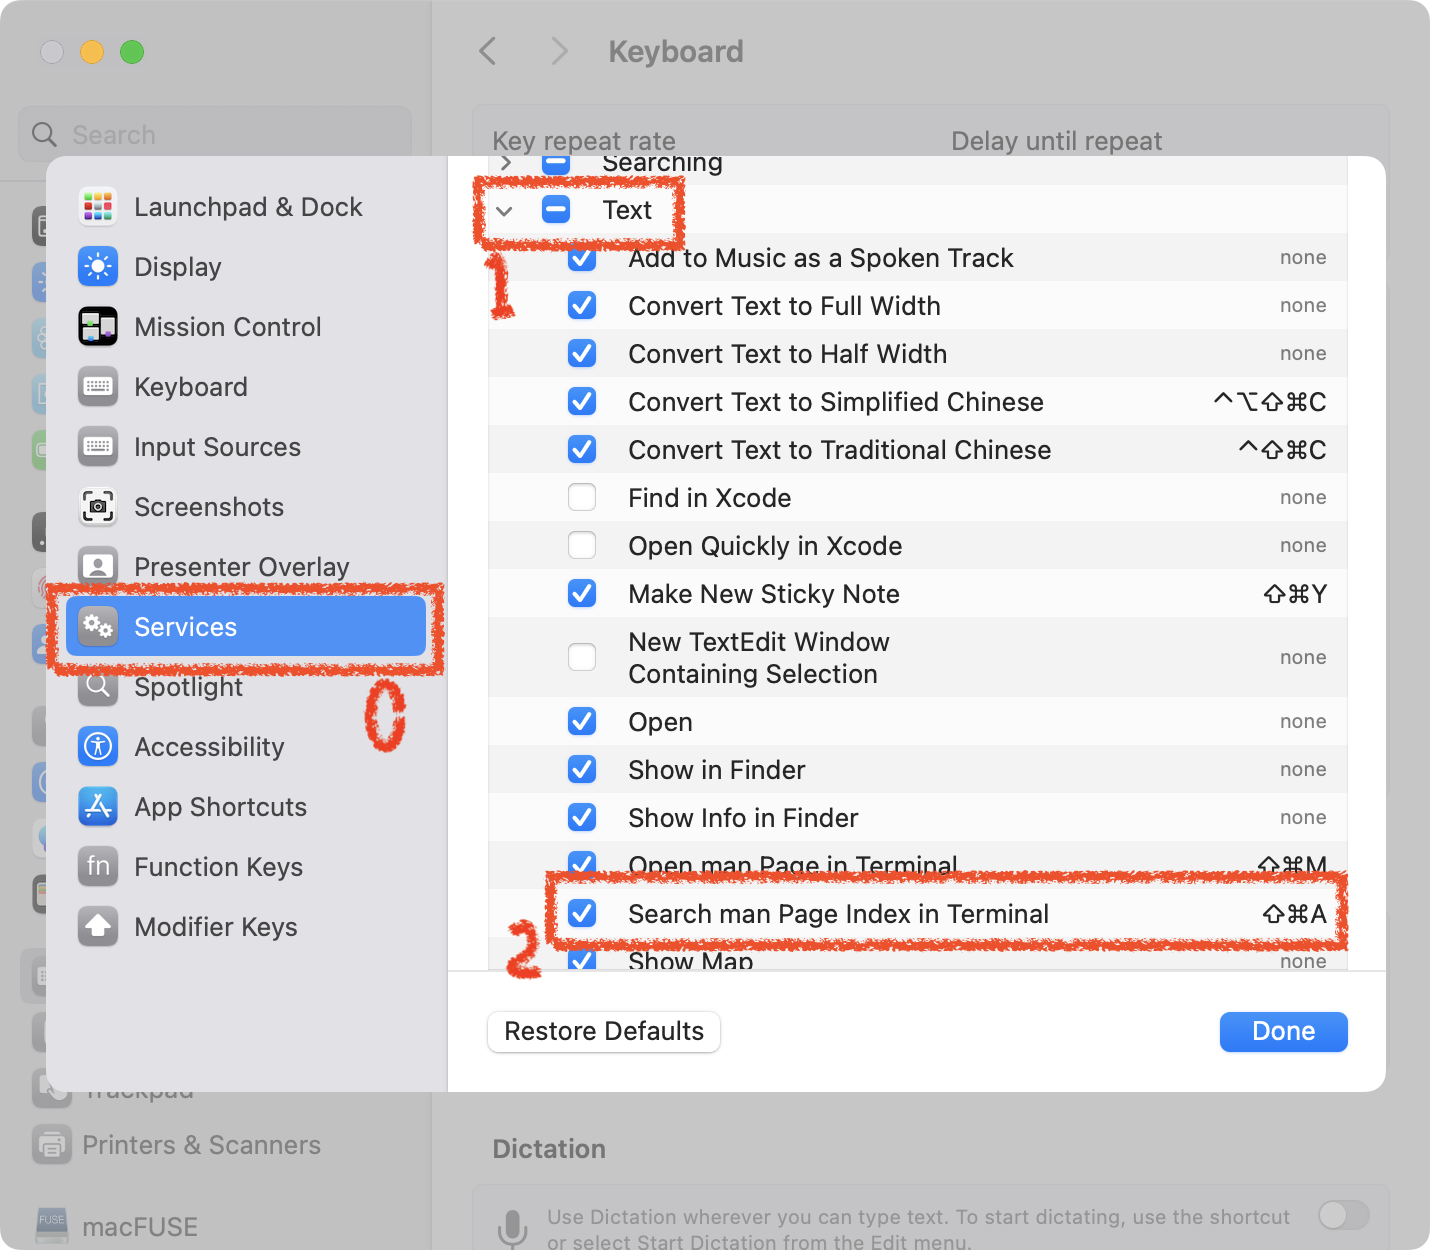 Keyboard
Search
Key repeat rate
Delay until repeat
Launchpad & Dock
Display
Mission Control
Keyboard
Input Sources
Screenshots
Presenter Overlay
Services
0
Spotlight
Accessibility
App Shortcuts
fn Function Keys
Modifier Keys
Searching
Text
1
Add to Music as a Spoken Track none
Convert Text to Full Width none
Convert Text to Half Width none
Convert Text to Simplified Chinese ^⌥⇧⌘C
Convert Text to Traditional Chinese ^⇧⌘C
Find in Xcode none
Open Quickly in Xcode none
Make New Sticky Note ⇧⌘Y
New TextEdit Window
Containing Selection none
Open none
Show in Finder none
Show Info in Finder none
Open man Page in Terminal ⇧⌘M
Search man Page Index in Terminal ⇧⌘A
2
Show Map none
Restore Defaults
Done
Trackpad
Printers & Scanners
FUSE macFUSE
Dictation
Use Dictation wherever you can type text. To start dictating, use the shortcut
or select Start Dictation from the Edit menu.